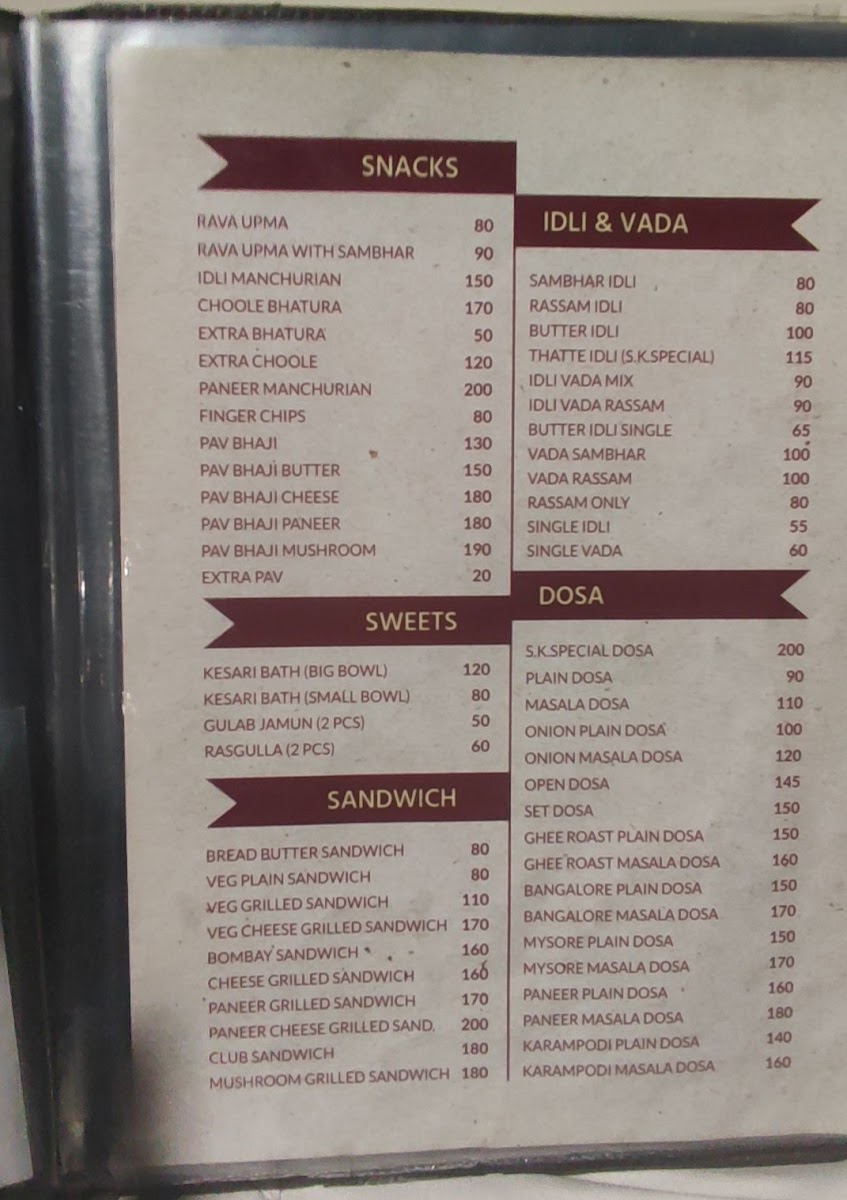 SNACKS
RAVA UPMA 80
RAVA UPMA WITH SAMBHAR 90
IDLI MANCHURIAN 150
CHOOLE BHATURA 170
EXTRA BHATURA 50
EXTRA CHOOLE 120
PANEER MANCHURIAN 200
FINGER CHIPS 80
PAV BHAJI 130
PAV BHAJI BUTTER 150
PAV BHAJI CHEESE 180
PAV BHAJI PANEER 180
PAV BHAJI MUSHROOM 190
EXTRA PAV 20
SWEETS
KESARI BATH (BIG BOWL) 120
KESARI BATH (SMALL BOWL) 80
GULAB JAMUN (2 PCS) 50
RASGULLA (2 PCS) 60
SANDWICH
BREAD BUTTER SANDWICH 80
VEG PLAIN SANDWICH 80
VEG GRILLED SANDWICH 110
VEG CHEESE GRILLED SANDWICH 170
BOMBAY SANDWICH 160
CHEESE GRILLED SANDWICH 160
PANEER GRILLED SANDWICH 170
PANEER CHEESE GRILLED SAND. 200
CLUB SANDWICH 180
MUSHROOM GRILLED SANDWICH 180
IDLI & VADA
SAMBHAR IDLI 80
RASSAM IDLI 80
BUTTER IDLI 100
THATTE IDLI (S.K.SPECIAL) 115
IDLI VADA MIX 90
IDLI VADA RASSAM 90
BUTTER IDLI SINGLE 65
VADA SAMBHAR 100
VADA RASSAM 100
RASSAM ONLY 80
SINGLE IDLI 55
SINGLE VADA 60
DOSA
S.K.SPECIAL DOSA 200
PLAIN DOSA 90
MASALA DOSA 110
ONION PLAIN DOSA 100
ONION MASALA DOSA 120
OPEN DOSA 145
SET DOSA 150
GHEE ROAST PLAIN DOSA 150
GHEE ROAST MASALA DOSA 160
BANGALORE PLAIN DOSA 150
BANGALORE MASALA DOSA 170
MYSORE PLAIN DOSA 150
MYSORE MASALA DOSA 170
PANEER PLAIN DOSA 160
PANEER MASALA DOSA 180
KARAMPODI PLAIN DOSA 140
KARAMPODI MASALA DOSA 160